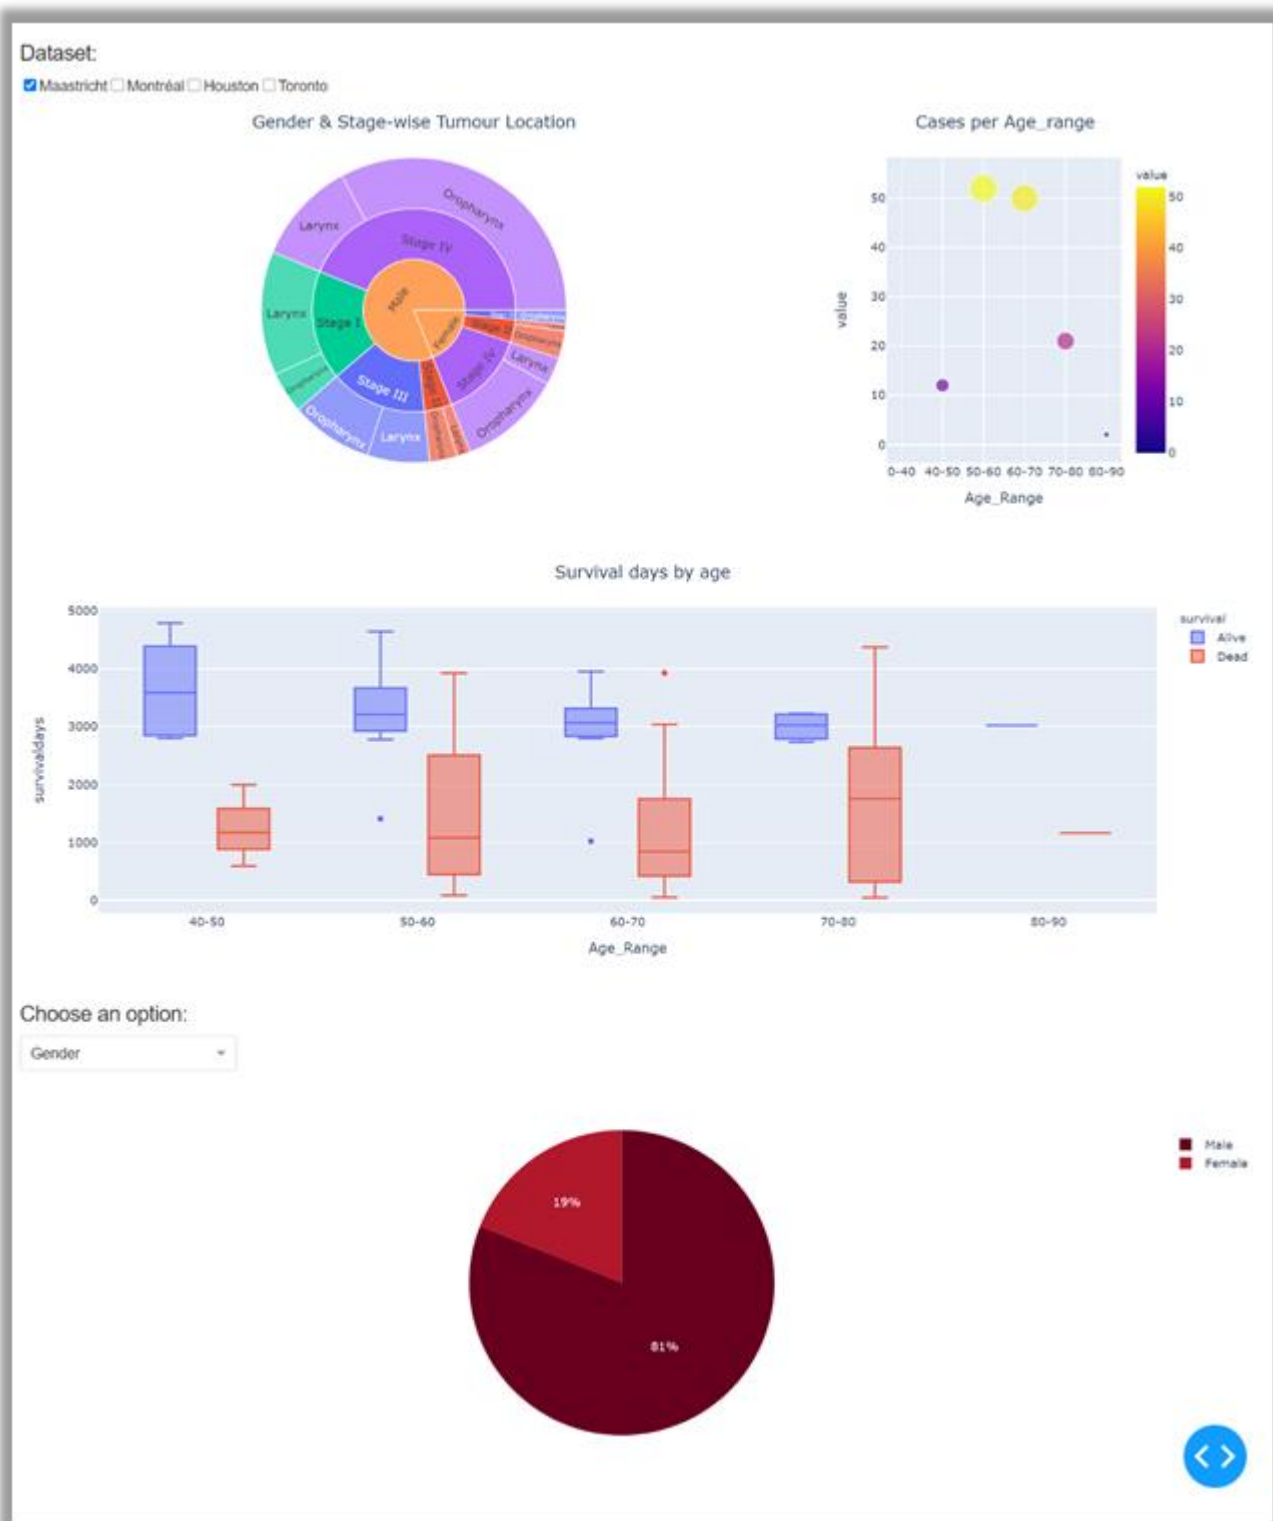 Dataset:
Maastricht Montréal Houston Toronto
Gender & Stage-wise Tumour Location
Oropharynx
Larynx
Stage IV
Male
Larynx
Stage I
Oropharynx
Stage III
Oropharynx
Larynx
Female
Stage IV
Larynx
Oropharynx
Oropharynx
Cases per Age_range
value
50
40
30
20
10
0
value
50
40
30
20
10
0
0-40 40-50 50-60 60-70 70-80 80-90
Age_Range
Survival days by age
survivaldays
5000
4000
3000
2000
1000
0
survival
Alive
Dead
40-50 50-60 60-70 70-80 80-90
Age_Range
Choose an option:
Gender
19%
81%
Male
Female